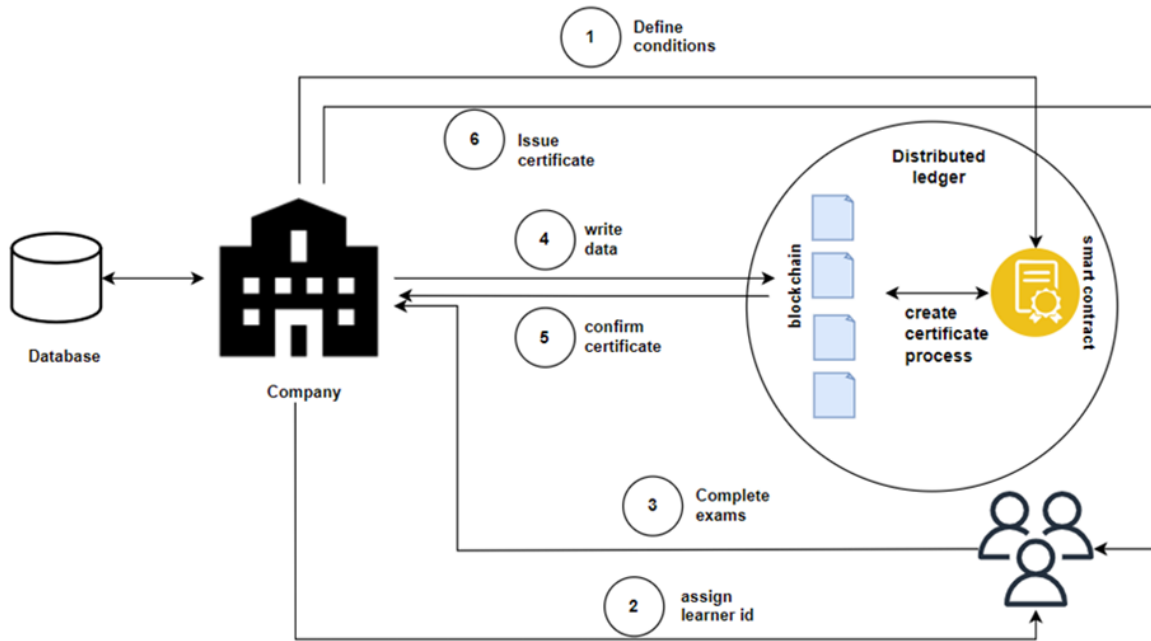 1
Define
conditions
6
Issue
certificate
Distributed
ledger
4
write
data
blockchain
smart contract
5
confirm
certificate
create
certificate
process
Database
Company
3
Complete
exams
2
assign
learner id